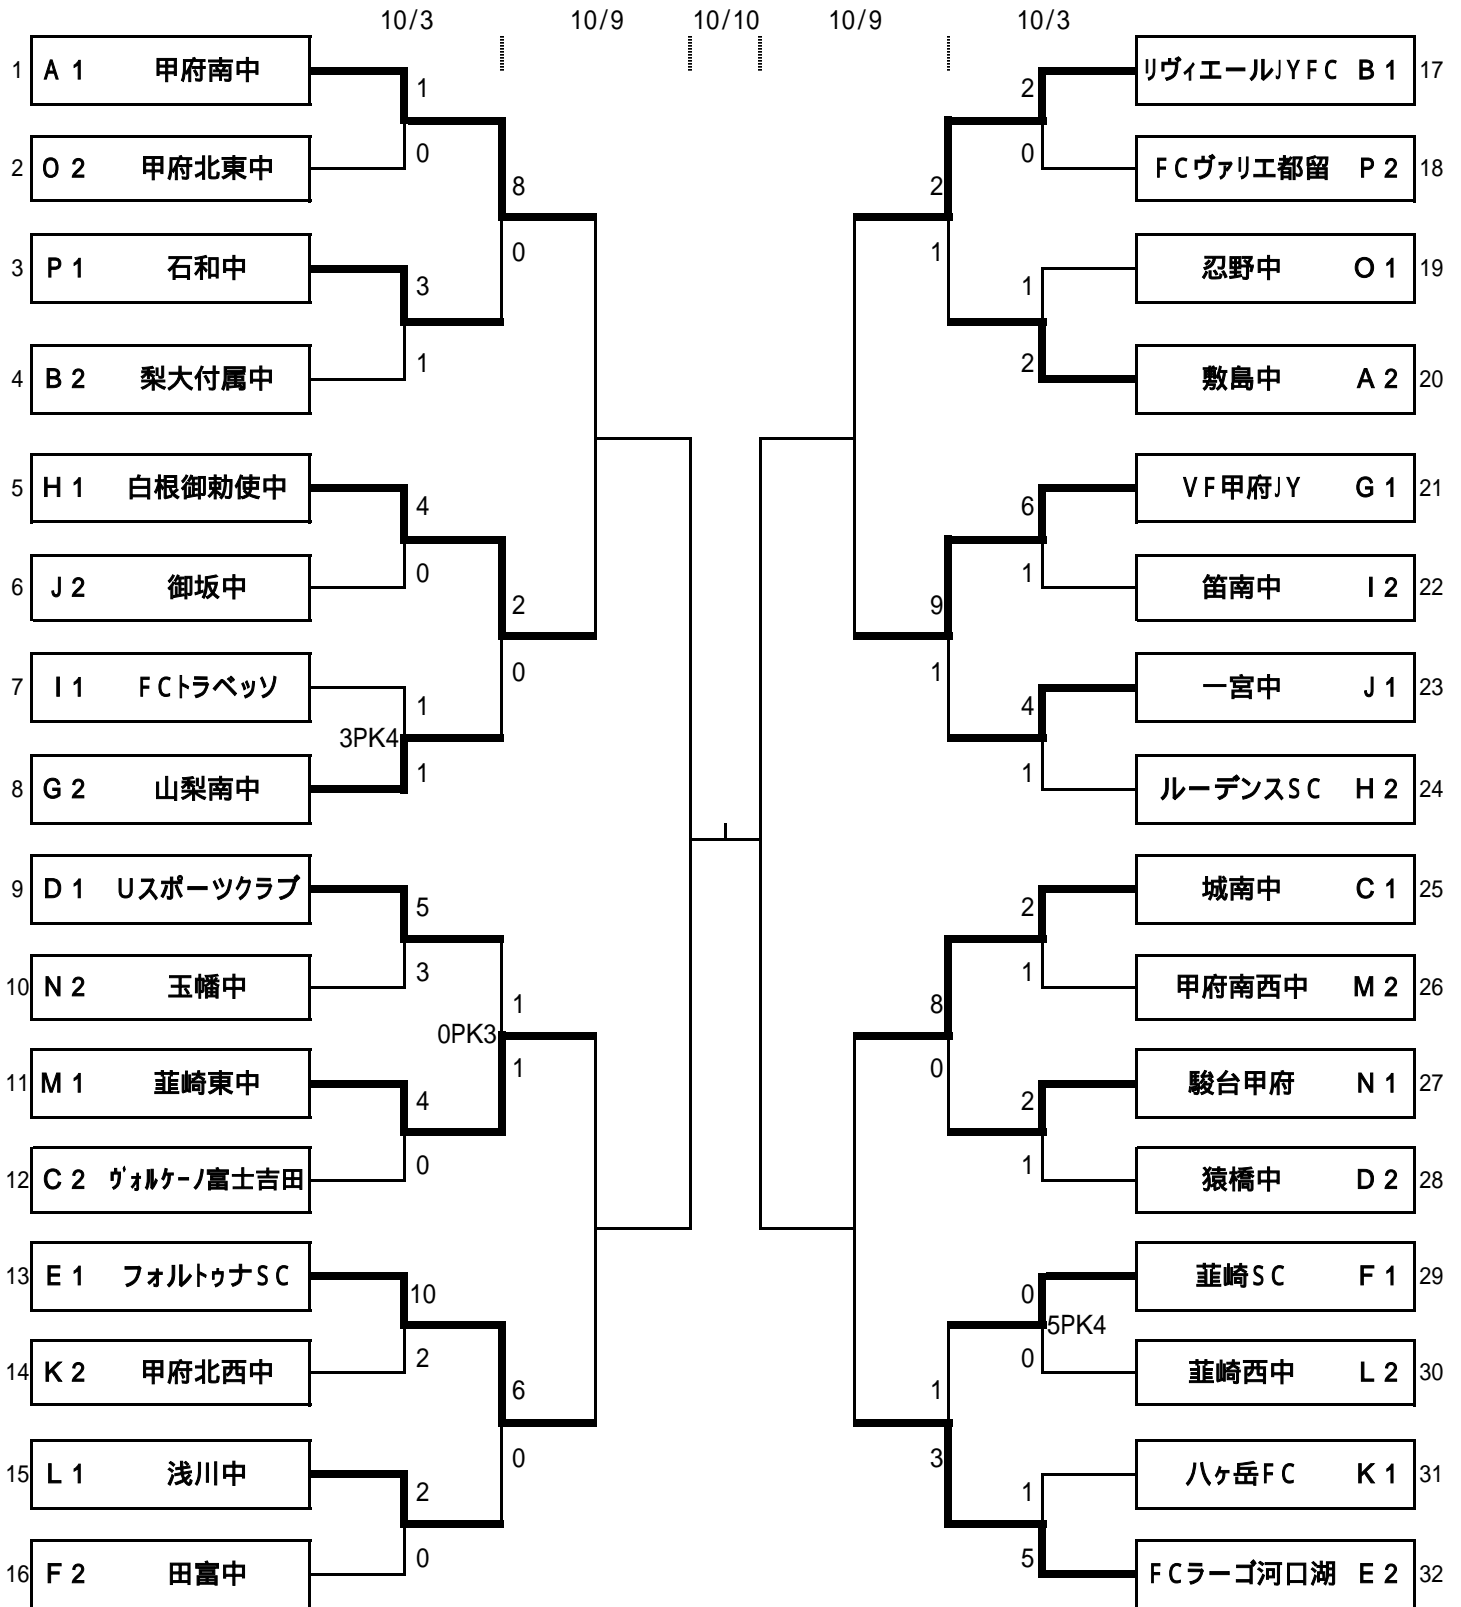 10/3 10/9 10/10 10/9 10/3
1 A 1 甲府南中
1
0
2 O 2 甲府北東中
8
0
3 P 1 石和中
3
1
4 B 2 梨大付属中
5 H 1 白根御勅使中
4
0
6 J 2 御坂中
2
0
7 I 1 FCトラベッソ
1
3PK4
1
8 G 2 山梨南中
9 D 1 Uスポーツクラブ
5
3
10 N 2 玉幡中
1
0PK3
1
11 M 1 韮崎東中
4
0
12 C 2 ヴォルケーノ富士吉田
13 E 1 フォルトゥナSC
10
2
14 K 2 甲府北西中
6
0
15 L 1 浅川中
2
0
16 F 2 田富中
リヴィエールJYFC B 1 17
2
0
FCヴァリエ都留 P 2 18
2
1
忍野中 O 1 19
1
2
敷島中 A 2 20
VF甲府JY G 1 21
6
1
笛南中 I 2 22
9
1
一宮中 J 1 23
4
1
ルーデンスSC H 2 24
城南中 C 1 25
2
1
甲府南西中 M 2 26
8
0
駿台甲府 N 1 27
2
1
猿橋中 D 2 28
韮崎SC F 1 29
0
5PK4
0
韮崎西中 L 2 30
1
3
八ヶ岳FC K 1 31
1
5
FCラーゴ河口湖 E 2 32